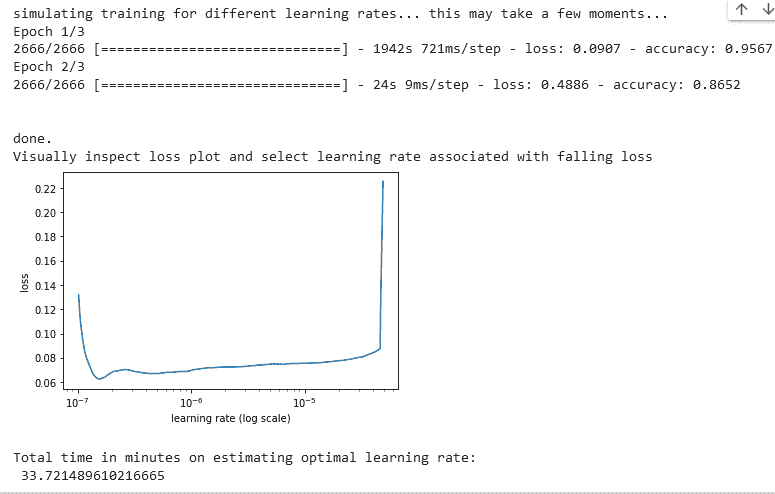 simulating training for different learning rates... this may take a few moments...
Epoch 1/3
2666/2666 [==============================] - 1942s 721ms/step - loss: 0.0907 - accuracy: 0.9567
Epoch 2/3
2666/2666 [==============================] - 24s 9ms/step - loss: 0.4886 - accuracy: 0.8652
done.
Visually inspect loss plot and select learning rate associated with falling loss
0.22
0.20
0.18
0.16
0.14
0.12
0.10
0.08
0.06
loss
10⁻⁷ 10⁻⁶ 10⁻⁵
learning rate (log scale)
Total time in minutes on estimating optimal learning rate:
33.721489610216665